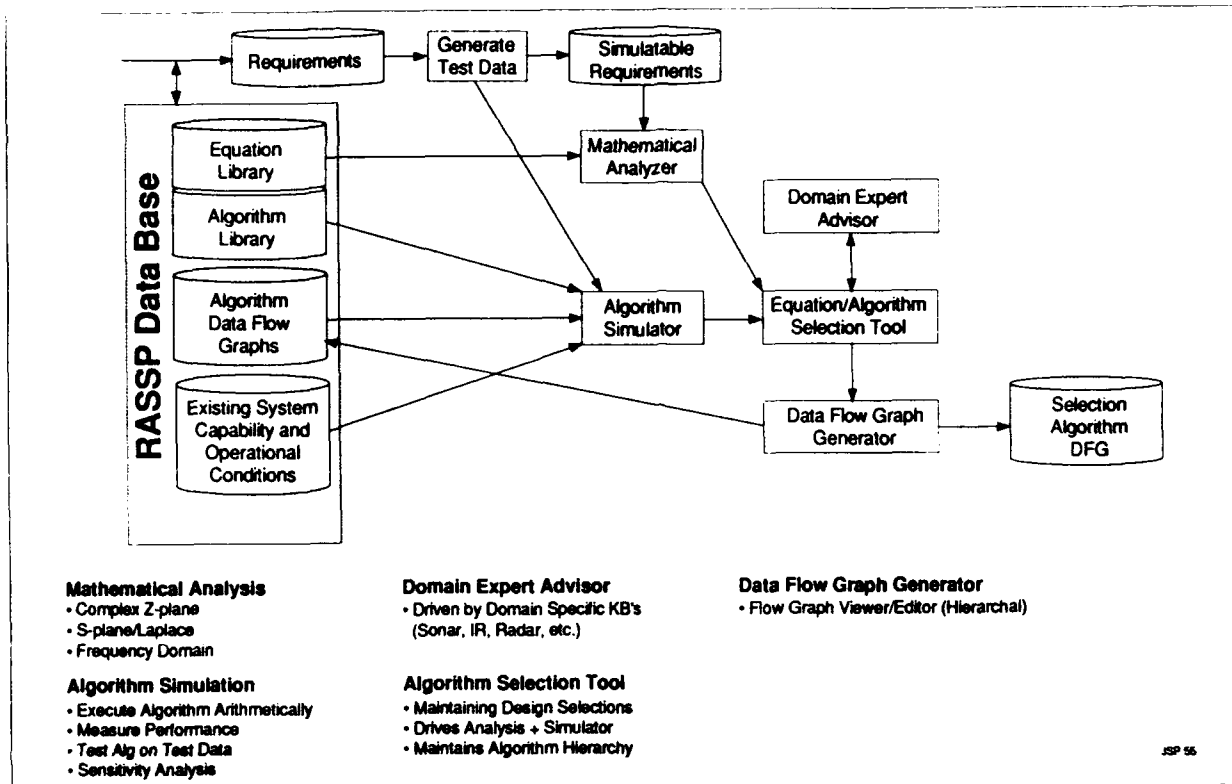 Requirements
Generate
Test Data
Simulatable
Requirements
RASSP Data Base
Equation
Library
Algorithm
Library
Algorithm
Data Flow
Graphs
Existing System
Capability and
Operational
Conditions
Mathematical
Analyzer
Domain Expert
Advisor
Algorithm
Simulator
Equation/Algorithm
Selection Tool
Data Flow Graph
Generator
Selection
Algorithm
DFG
Mathematical Analysis
• Complex Z-plane
• S-plane/Laplace
• Frequency Domain
Algorithm Simulation
• Execute Algorithm Arithmetically
• Measure Performance
• Test Alg on Test Data
• Sensitivity Analysis
Domain Expert Advisor
• Driven by Domain Specific KB's
(Sonar, IR, Radar, etc.)
Algorithm Selection Tool
• Maintaining Design Selections
• Drives Analysis + Simulator
• Maintains Algorithm Hierarchy
Data Flow Graph Generator
• Flow Graph Viewer/Editor (Hierarchal)
JSP 55